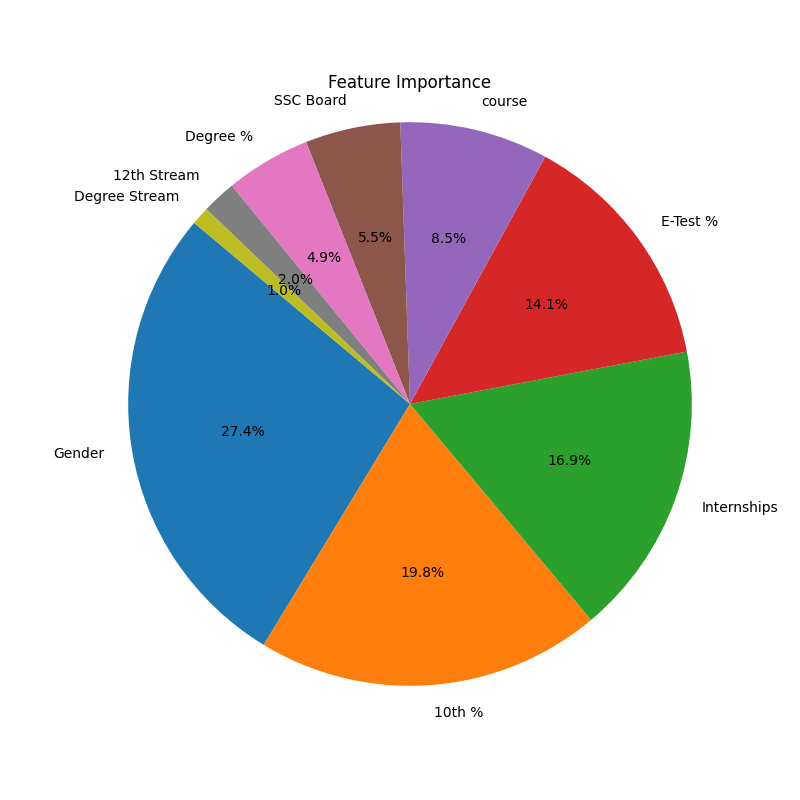 Feature Importance
SSC Board
course
Degree %
12th Stream
Degree Stream
E-Test %
5.5%
8.5%
4.9%
2.0%
1.0%
14.1%
27.4%
Gender
16.9%
Internships
19.8%
10th %